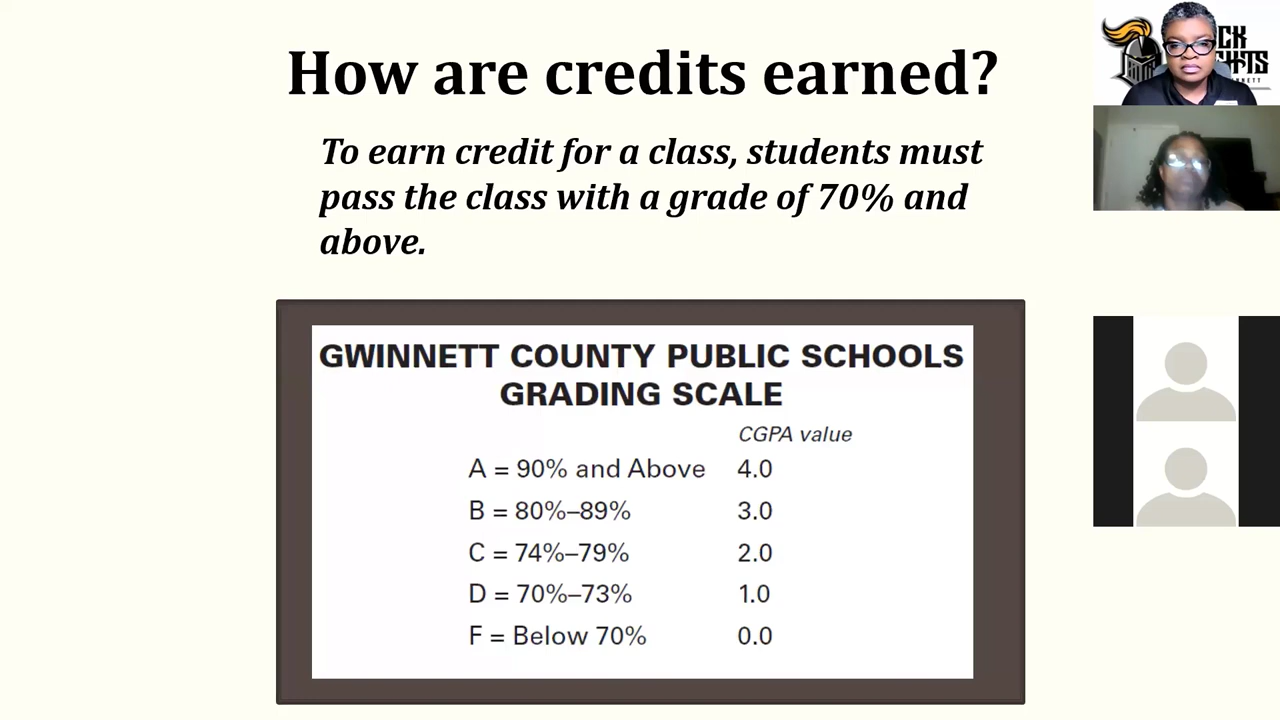 How are credits earned?
To earn credit for a class, students must
pass the class with a grade of 70% and
above.
GWINNETT COUNTY PUBLIC SCHOOLS
GRADING SCALE
CGPA value
A = 90% and Above 4.0
B = 80%–89% 3.0
C = 74%–79% 2.0
D = 70%–73% 1.0
F = Below 70% 0.0